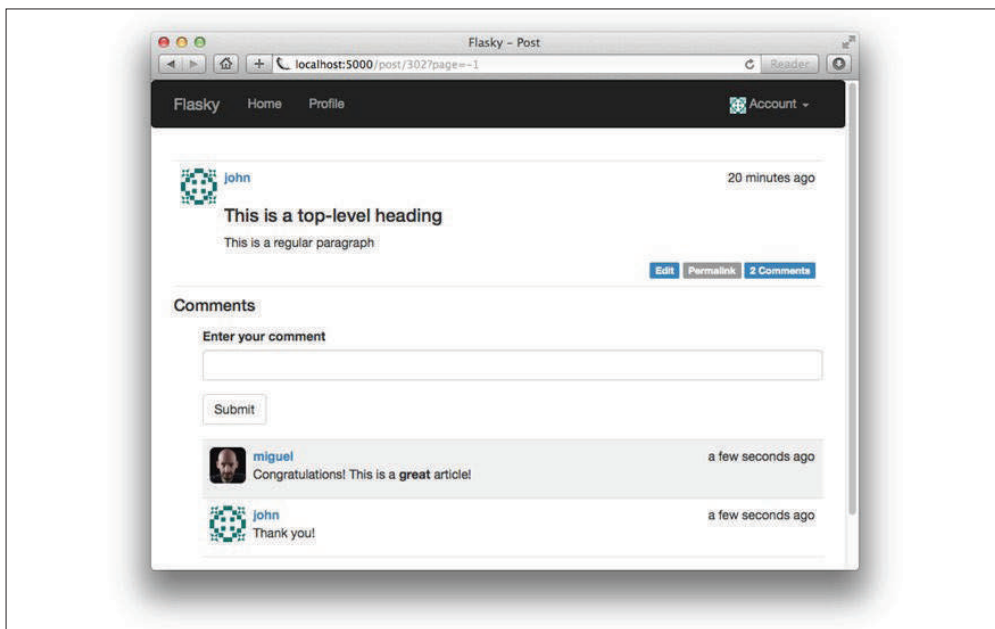 Flasky - Post
localhost:5000/post/302?page=-1
Reader
Flasky Home Profile Account
john 20 minutes ago
This is a top-level heading
This is a regular paragraph
Edit Permalink 2 Comments
Comments
Enter your comment
Submit
miguel a few seconds ago
Congratulations! This is a great article!
john a few seconds ago
Thank you!